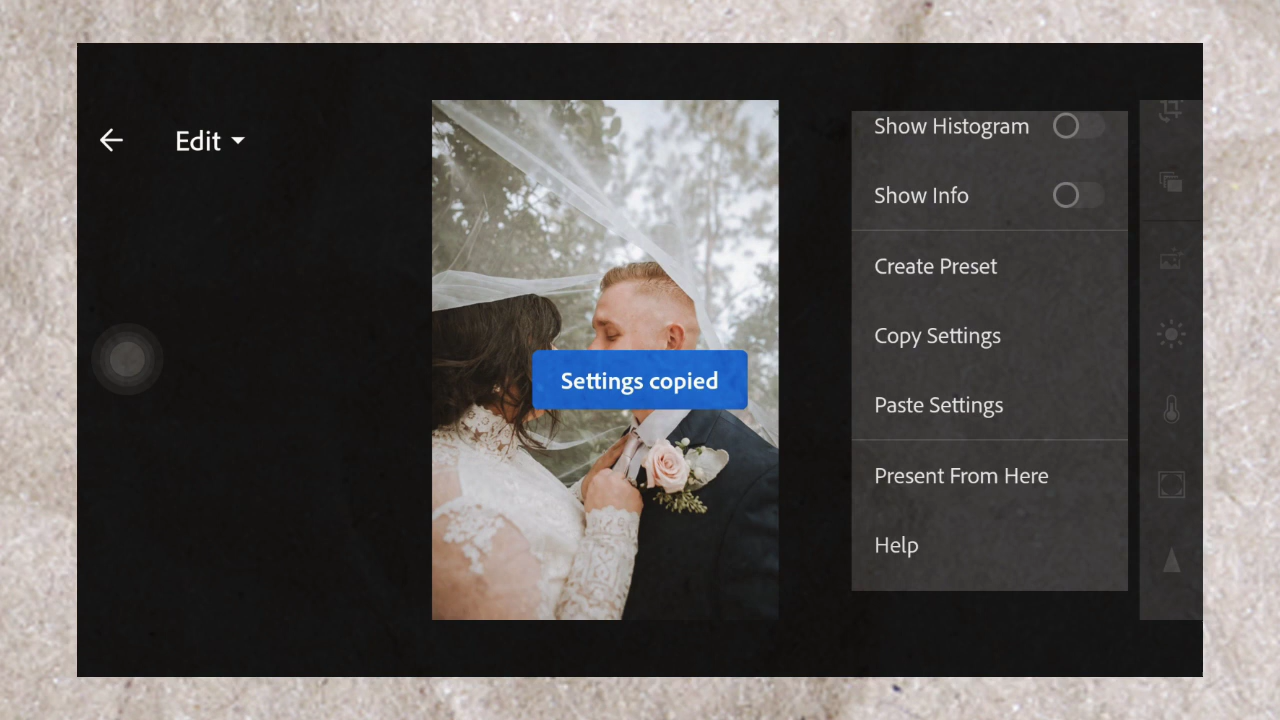 Edit
Show Histogram
Show Info
Create Preset
Copy Settings
Settings copied
Paste Settings
Present From Here
Help